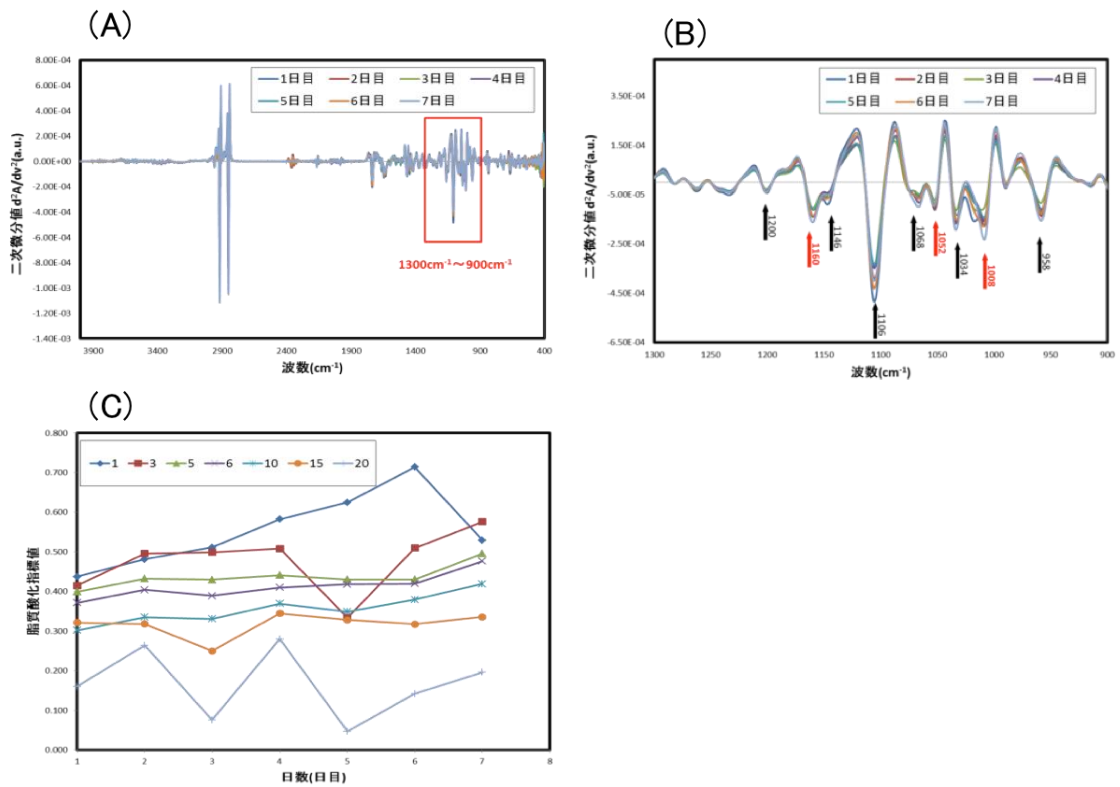 (A)
(B)
8.00E-04
6.00E-04
4.00E-04
2.00E-04
0.00E+00
-2.00E-04
-4.00E-04
-6.00E-04
-8.00E-04
-1.00E-03
-1.20E-03
-1.40E-03
二次微分値 d²A/dν²(a.u.)
1日目 2日目 3日目 4日目
5日目 6日目 7日目
1300cm⁻¹～900cm⁻¹
3900 3400 2900 2400 1900 1400 900 400
波数(cm⁻¹)
3.50E-04
1.50E-04
-5.00E-05
-2.50E-04
-4.50E-04
-6.50E-04
二次微分値 d²A/dν²(a.u.)
1日目 2日目 3日目 4日目
5日目 6日目 7日目
1200
1160
1146
1106
1068
1052
1034
1008
958
1300 1250 1200 1150 1100 1050 1000 950 900
波数(cm⁻¹)
(C)
0.800
0.700
0.600
0.500
0.400
0.300
0.200
0.100
0.000
脂質酸化指標値
1 3 5 6 10 15 20
1 2 3 4 5 6 7 8
日数(日目)